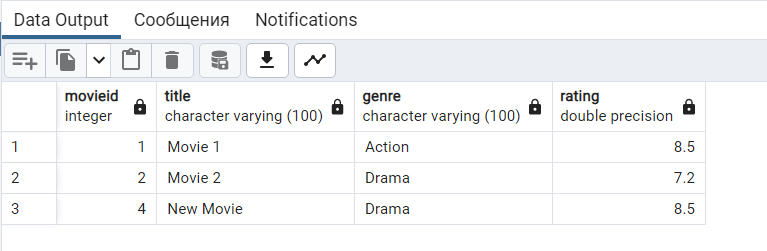 Data Output Сообщения Notifications
movieid title genre rating
integer character varying (100) character varying (100) double precision
1 1 Movie 1 Action 8.5
2 2 Movie 2 Drama 7.2
3 4 New Movie Drama 8.5